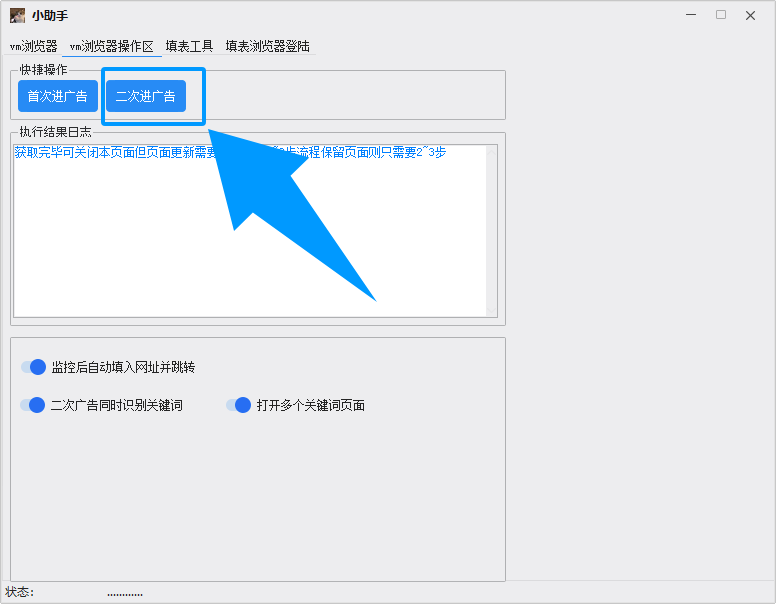 小助手
vm浏览器 vm浏览器操作区 填表工具 填表浏览器登陆
快捷操作
首次进广告 二次进广告
执行结果日志
获取完毕可关闭本页面但页面更新需要 步流程保留页面则只需要2~3步
监控后自动填入网址并跳转
二次广告同时识别关键词 打开多个关键词页面
状态: ............